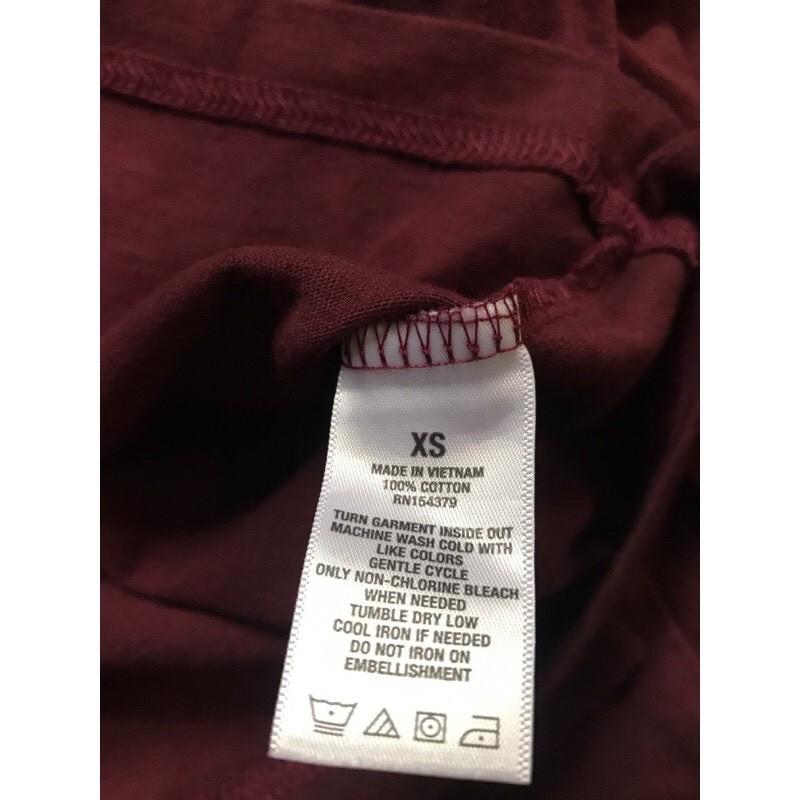 XS
MADE IN VIETNAM
100% COTTON
RN154379
TURN GARMENT INSIDE OUT
MACHINE WASH COLD WITH
LIKE COLORS
GENTLE CYCLE
ONLY NON-CHLORINE BLEACH
WHEN NEEDED
TUMBLE DRY LOW
COOL IRON IF NEEDED
DO NOT IRON ON
EMBELLISHMENT